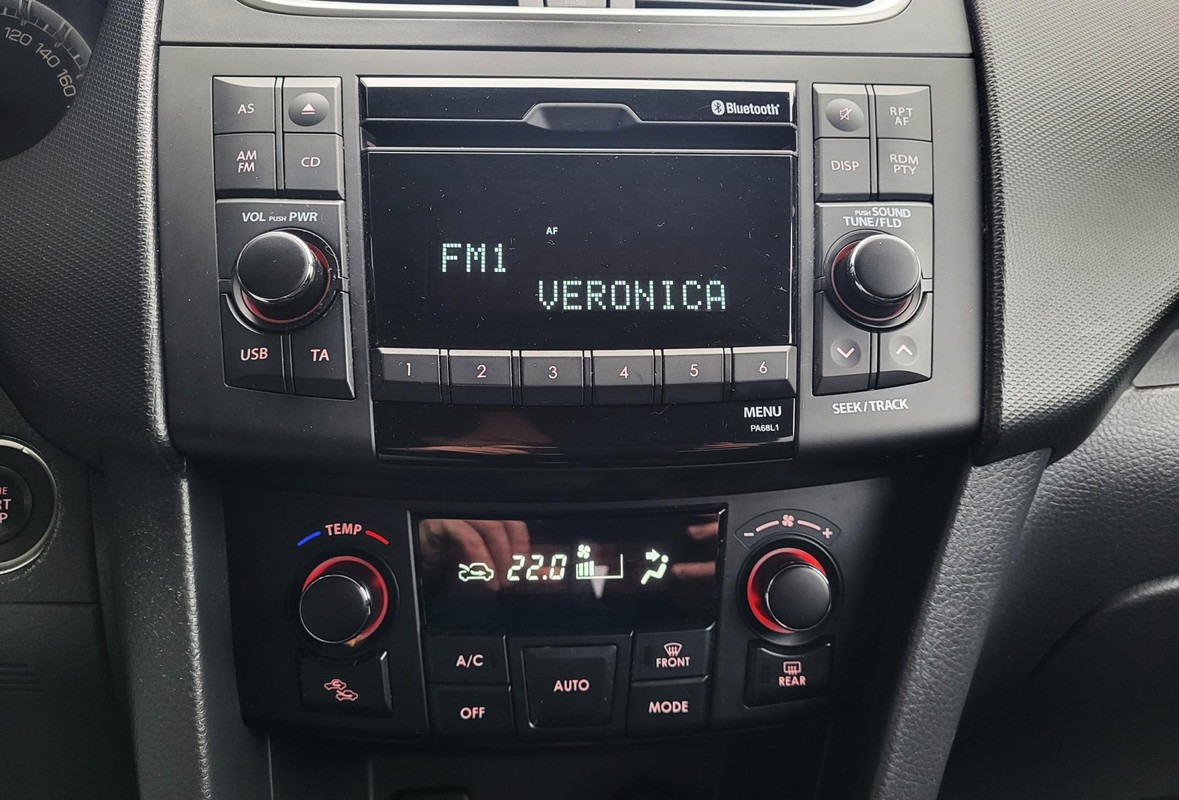 120 140 160
AS
AM
FM
CD
VOL PUSH PWR
USB
TA
Bluetooth
AF
FM1
VERONICA
1 2 3 4 5 6
MENU
PA68L1
RPT
AF
DISP
RDM
PTY
PUSH SOUND
TUNE/FLD
SEEK/TRACK
TEMP
22.0
A/C
OFF
AUTO
FRONT
MODE
REAR